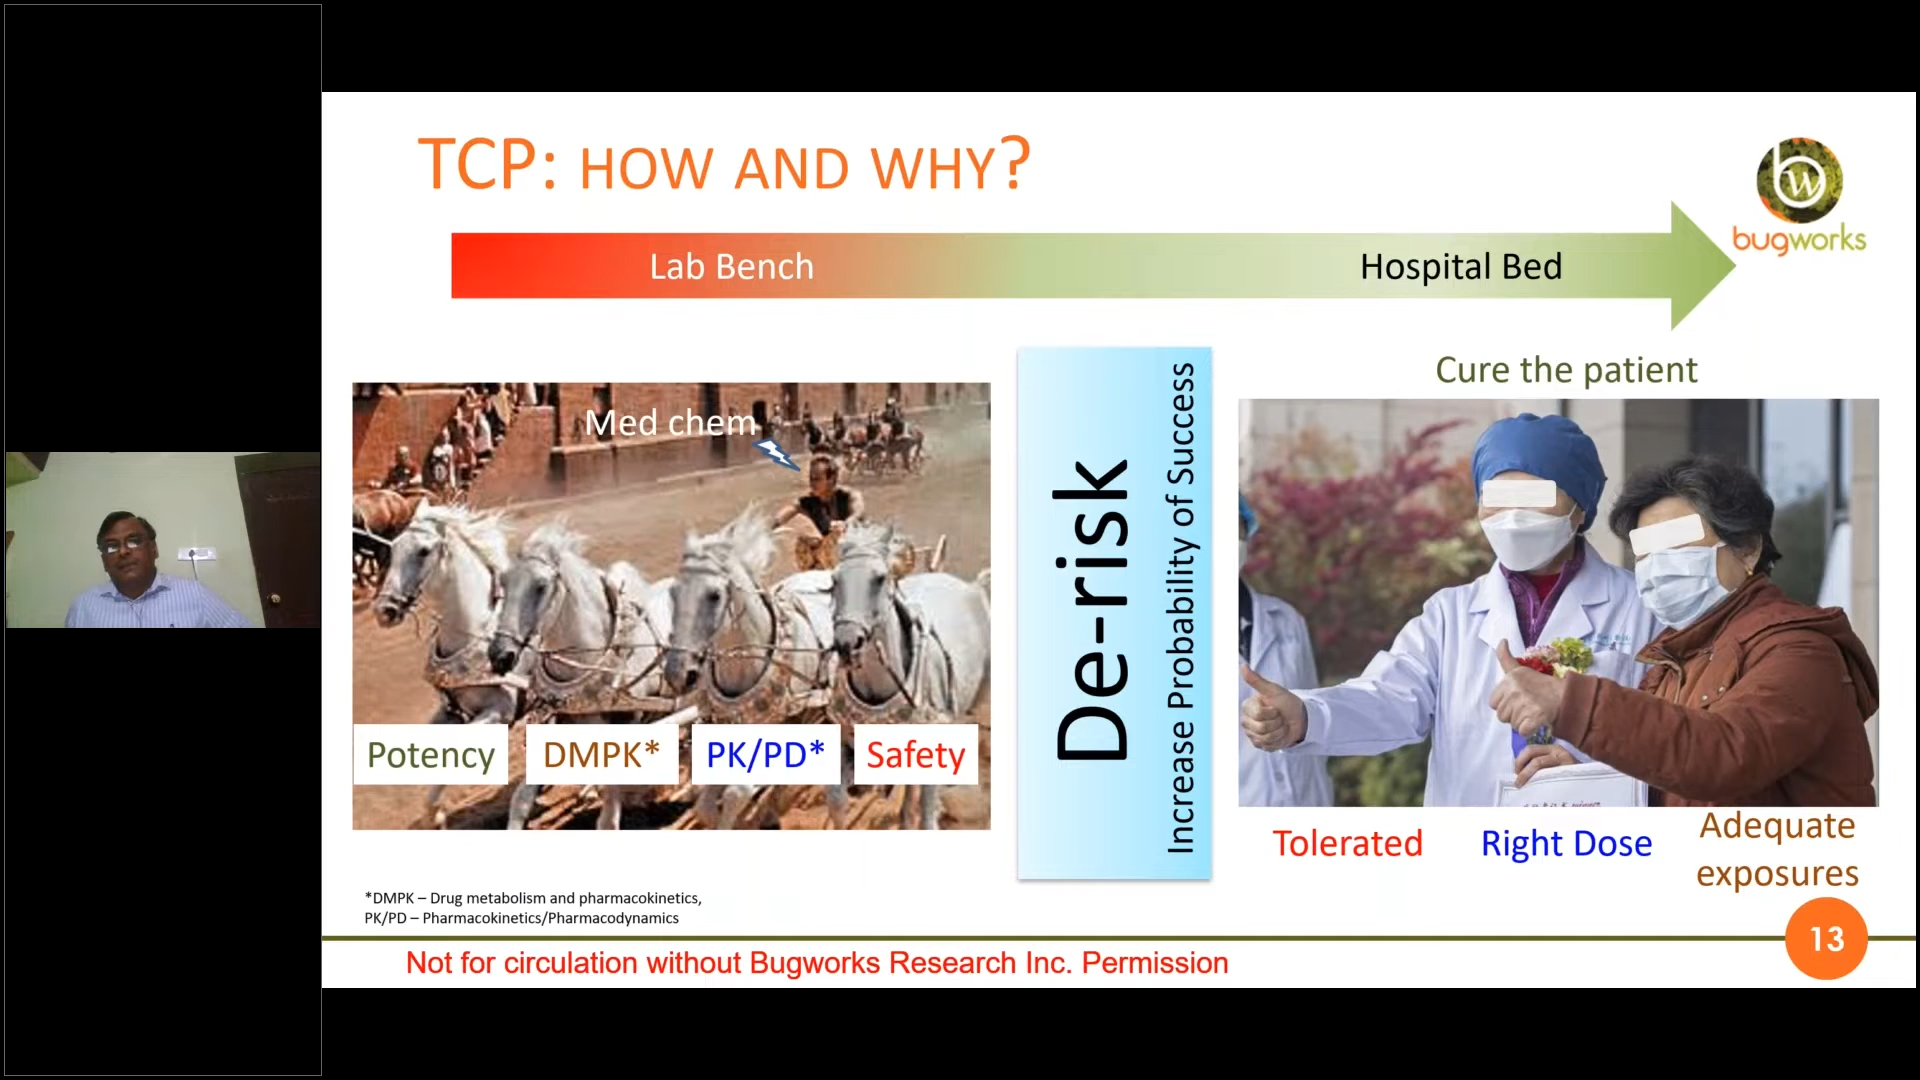 TCP: HOW AND WHY?
bw
bugworks
Lab Bench
Hospital Bed
Med chem
Potency
DMPK*
PK/PD*
Safety
De-risk
Increase Probability of Success
Cure the patient
Tolerated
Right Dose
Adequate
exposures
*DMPK – Drug metabolism and pharmacokinetics,
PK/PD – Pharmacokinetics/Pharmacodynamics
13
Not for circulation without Bugworks Research Inc. Permission